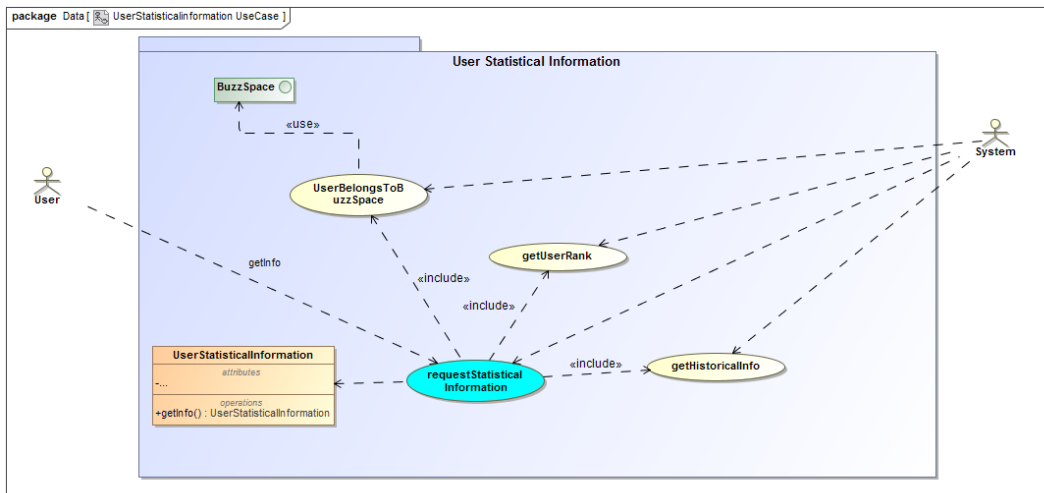 package Data [ UserStatisticalInformation UseCase ]
User Statistical Information
BuzzSpace
«use»
System
User
UserBelongsToB
uzzSpace
getUserRank
getInfo
«include»
«include»
UserStatisticalInformation
attributes
-...
operations
+getInfo() : UserStatisticalInformation
requestStatistical
Information
«include»
getHistoricalInfo